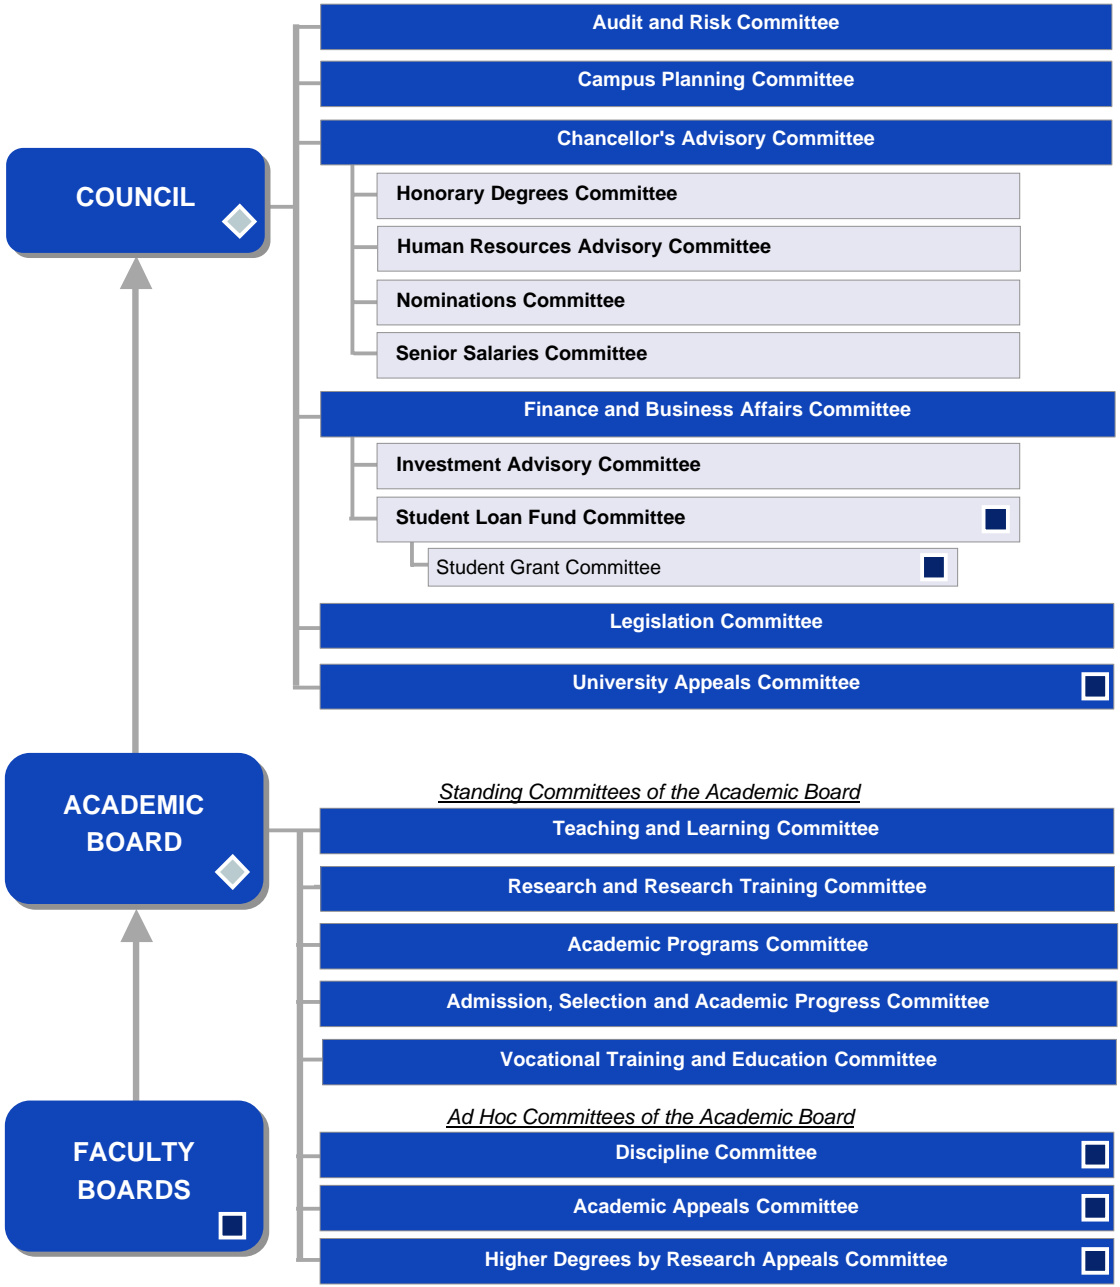 Audit and Risk Committee
Campus Planning Committee
Chancellor's Advisory Committee
COUNCIL
Honorary Degrees Committee
Human Resources Advisory Committee
Nominations Committee
Senior Salaries Committee
Finance and Business Affairs Committee
Investment Advisory Committee
Student Loan Fund Committee
Student Grant Committee
Legislation Committee
University Appeals Committee
ACADEMIC
BOARD
Standing Committees of the Academic Board
Teaching and Learning Committee
Research and Research Training Committee
Academic Programs Committee
Admission, Selection and Academic Progress Committee
Vocational Training and Education Committee
FACULTY
BOARDS
Ad Hoc Committees of the Academic Board
Discipline Committee
Academic Appeals Committee
Higher Degrees by Research Appeals Committee